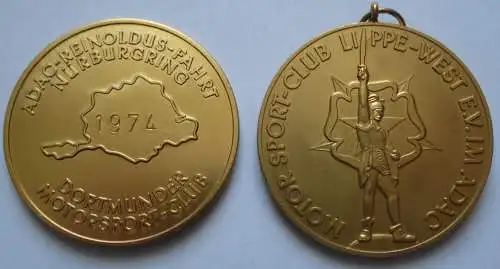 ADAC-REINOLDUS-FAHRT
NÜRBURGRING
1974
DORTMUNDER
MOTORSPORT-CLUB
MOTOR SPORT-CLUB LIPPE-WEST E.V. IM ADAC